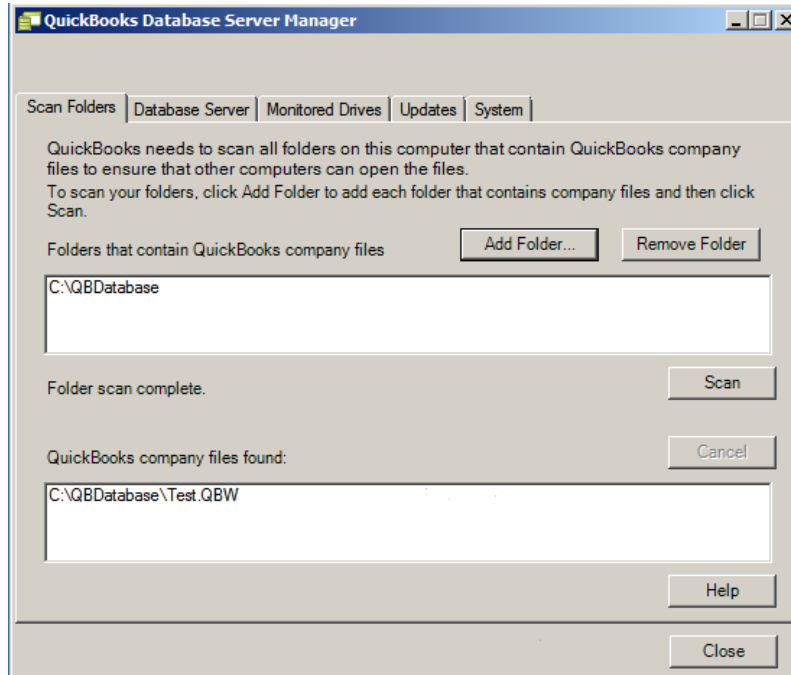 QuickBooks Database Server Manager
Scan Folders Database Server Monitored Drives Updates System
QuickBooks needs to scan all folders on this computer that contain QuickBooks company
files to ensure that other computers can open the files.
To scan your folders, click Add Folder to add each folder that contains company files and then click
Scan.
Folders that contain QuickBooks company files Add Folder... Remove Folder
C:\QBDatabase
Folder scan complete. Scan
QuickBooks company files found: Cancel
C:\QBDatabase\Test.QBW
Help
Close